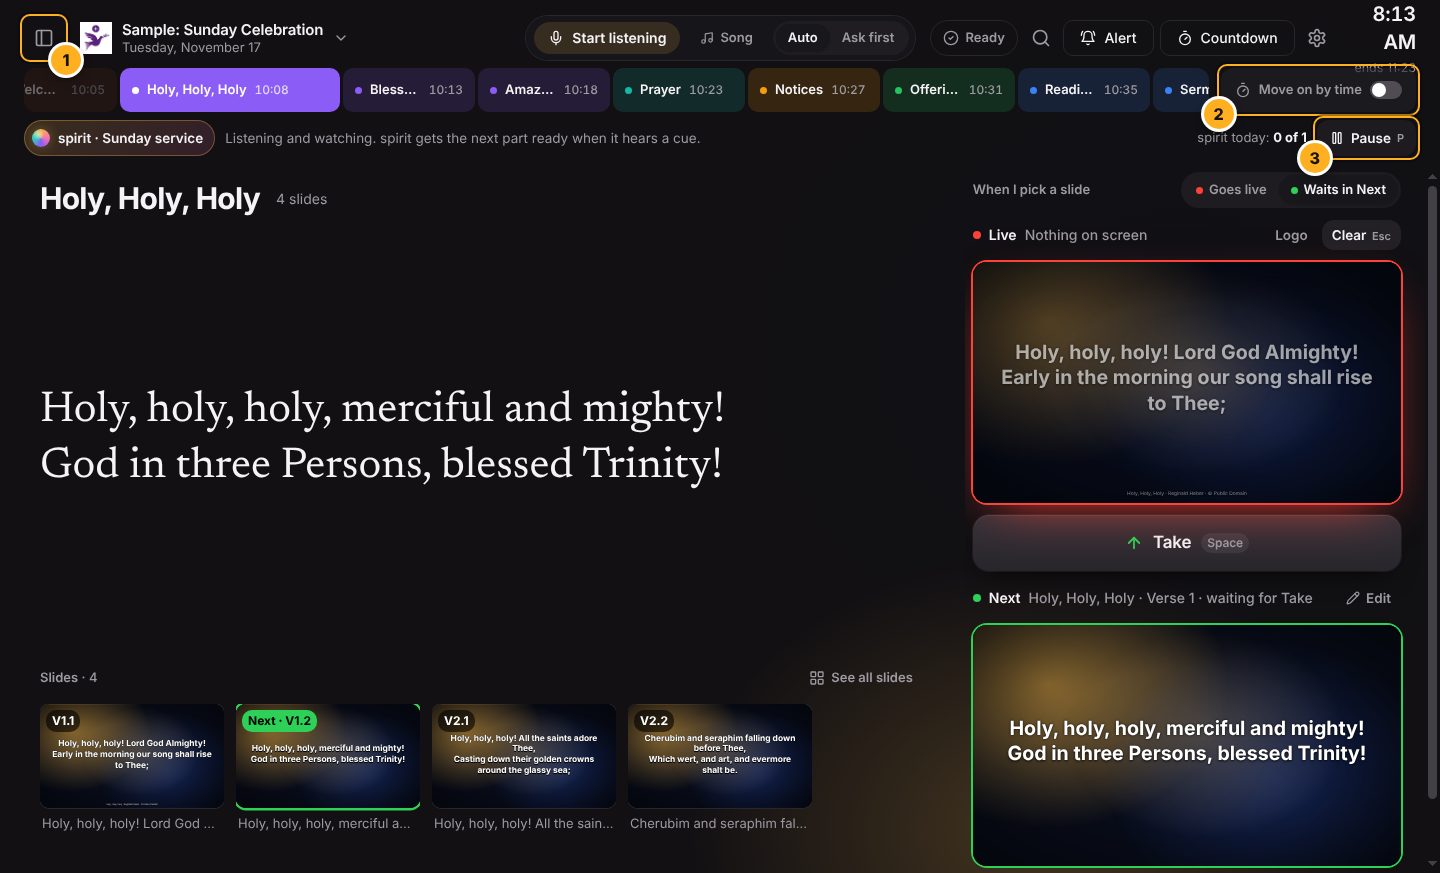 1
Sample: Sunday Celebration
Tuesday, November 17
Start listening
Song
Auto
Ask first
Ready
Alert
Countdown
8:13
AM
ends 11:23
elc... 10:05
Holy, Holy, Holy 10:08
Bless... 10:13
Amaz... 10:18
Prayer 10:23
Notices 10:27
Offeri... 10:31
Readi... 10:35
Serm
Move on by time
2
spirit · Sunday service
Listening and watching. spirit gets the next part ready when it hears a cue.
spirit today: 0 of 1
Pause P
3
Holy, Holy, Holy 4 slides
When I pick a slide
Goes live
Waits in Next
Live Nothing on screen
Logo
Clear Esc
Holy, holy, holy! Lord God Almighty!
Early in the morning our song shall rise
to Thee;
Holy, Holy, Holy · Reginald Heber · © Public Domain
Holy, holy, holy, merciful and mighty!
God in three Persons, blessed Trinity!
Take Space
Next Holy, Holy, Holy · Verse 1 · waiting for Take
Edit
Holy, holy, holy, merciful and mighty!
God in three Persons, blessed Trinity!
Slides · 4
See all slides
V1.1
Holy, holy, holy! Lord God Almighty!
Early in the morning our song shall rise
to Thee;
Holy, holy, holy! Lord God ...
Next · V1.2
Holy, holy, holy, merciful and mighty!
God in three Persons, blessed Trinity!
Holy, holy, holy, merciful a...
V2.1
Holy, holy, holy! All the saints adore
Thee,
Casting down their golden crowns
around the glassy sea;
Holy, holy, holy! All the sain...
V2.2
Cherubim and seraphim falling down
before Thee,
Which wert, and art, and evermore
shalt be.
Cherubim and seraphim fal...